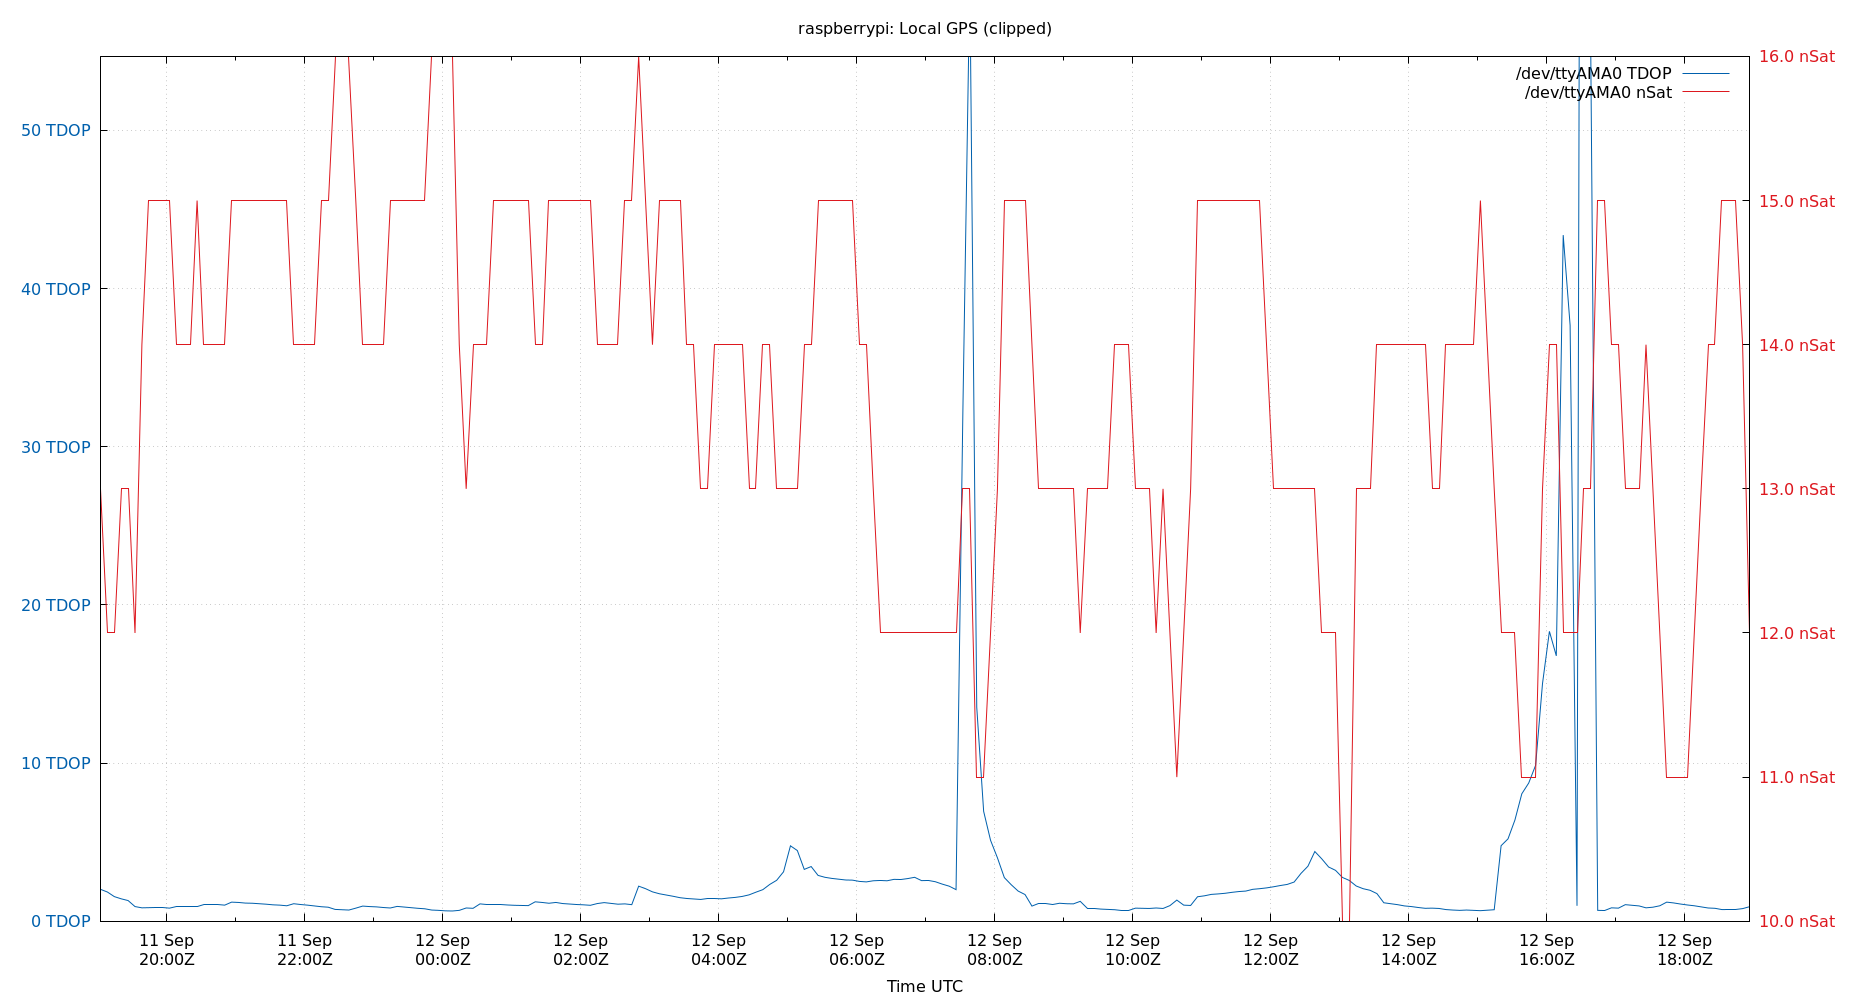 raspberrypi: Local GPS (clipped)
16.0 nSat
/dev/ttyAMA0 TDOP
/dev/ttyAMA0 nSat
50 TDOP
15.0 nSat
40 TDOP
14.0 nSat
30 TDOP
13.0 nSat
20 TDOP
12.0 nSat
10 TDOP
11.0 nSat
0 TDOP
10.0 nSat
11 Sep 11 Sep 12 Sep 12 Sep 12 Sep 12 Sep 12 Sep 12 Sep 12 Sep 12 Sep 12 Sep 12 Sep
20:00Z 22:00Z 00:00Z 02:00Z 04:00Z 06:00Z 08:00Z 10:00Z 12:00Z 14:00Z 16:00Z 18:00Z
Time UTC